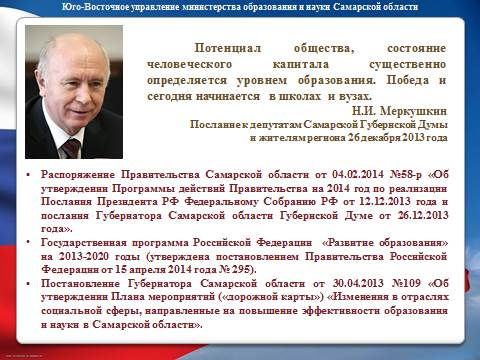 Юго-Восточное управление министерства образования и науки Самарской области
Потенциал общества, состояние
человеческого капитала существенно
определяется уровнем образования. Победа и
сегодня начинается в школах и вузах.
Н.И. Меркушкин
Послание к депутатам Самарской Губернской Думы
и жителям региона 26 декабря 2013 года
• Распоряжение Правительства Самарской области от 04.02.2014 №58-р «Об
утверждении Программы действий Правительства на 2014 год по реализации
Послания Президента РФ Федеральному Собранию РФ от 12.12.2013 года и
послания Губернатора Самарской области Губернской Думе от 26.12.2013
года».
• Государственная программа Российской Федерации «Развитие образования»
на 2013-2020 годы (утверждена постановлением Правительства Российской
Федерации от 15 апреля 2014 года № 295).
• Постановление Губернатора Самарской области от 30.04.2013 №109 «Об
утверждении Плана мероприятий («дорожной карты») «Изменения в отраслях
социальной сферы, направленные на повышение эффективности образования
и науки в Самарской области».